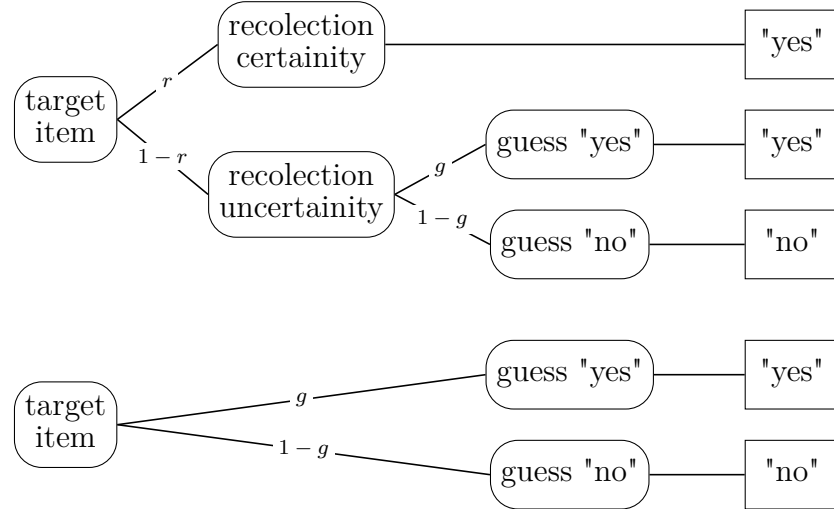 recolection
certainity
"yes"
target
item
r
1 − r
recolection
uncertainity
g
1 − g
guess "yes"
"yes"
guess "no"
"no"
target
item
g
1 − g
guess "yes"
"yes"
guess "no"
"no"